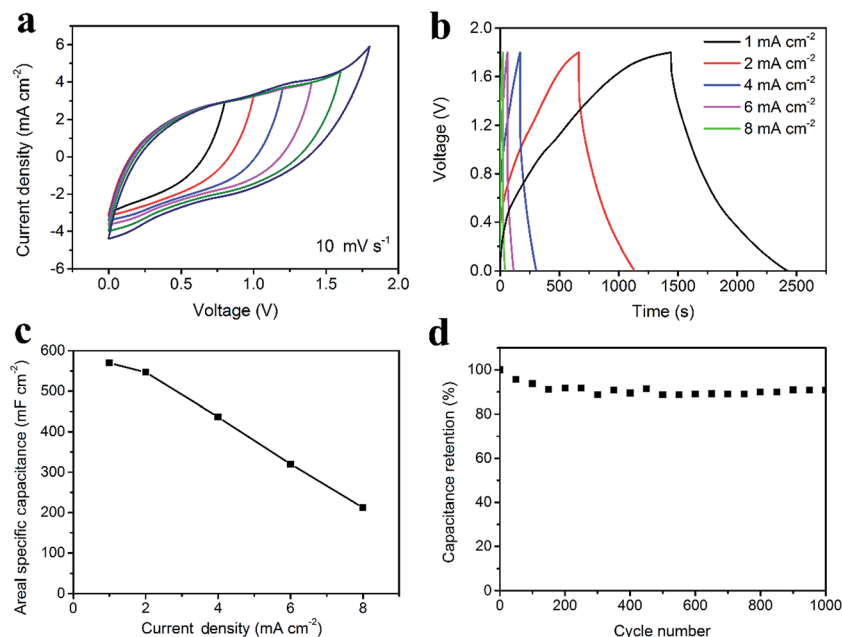 a
Current density (mA cm-2)
6
4
2
0
-2
-4
-6
0.0 0.5 1.0 1.5 2.0
Voltage (V)
10 mV s-1
b
Voltage (V)
2.0
1.6
1.2
0.8
0.4
0.0
0 500 1000 1500 2000 2500
Time (s)
1 mA cm-2
2 mA cm-2
4 mA cm-2
6 mA cm-2
8 mA cm-2
c
Areal specific capacitance (mF cm-2)
600
500
400
300
200
100
0
0 2 4 6 8
Current density (mA cm-2)
d
Capacitance retention (%)
100
80
60
40
20
0
0 200 400 600 800 1000
Cycle number